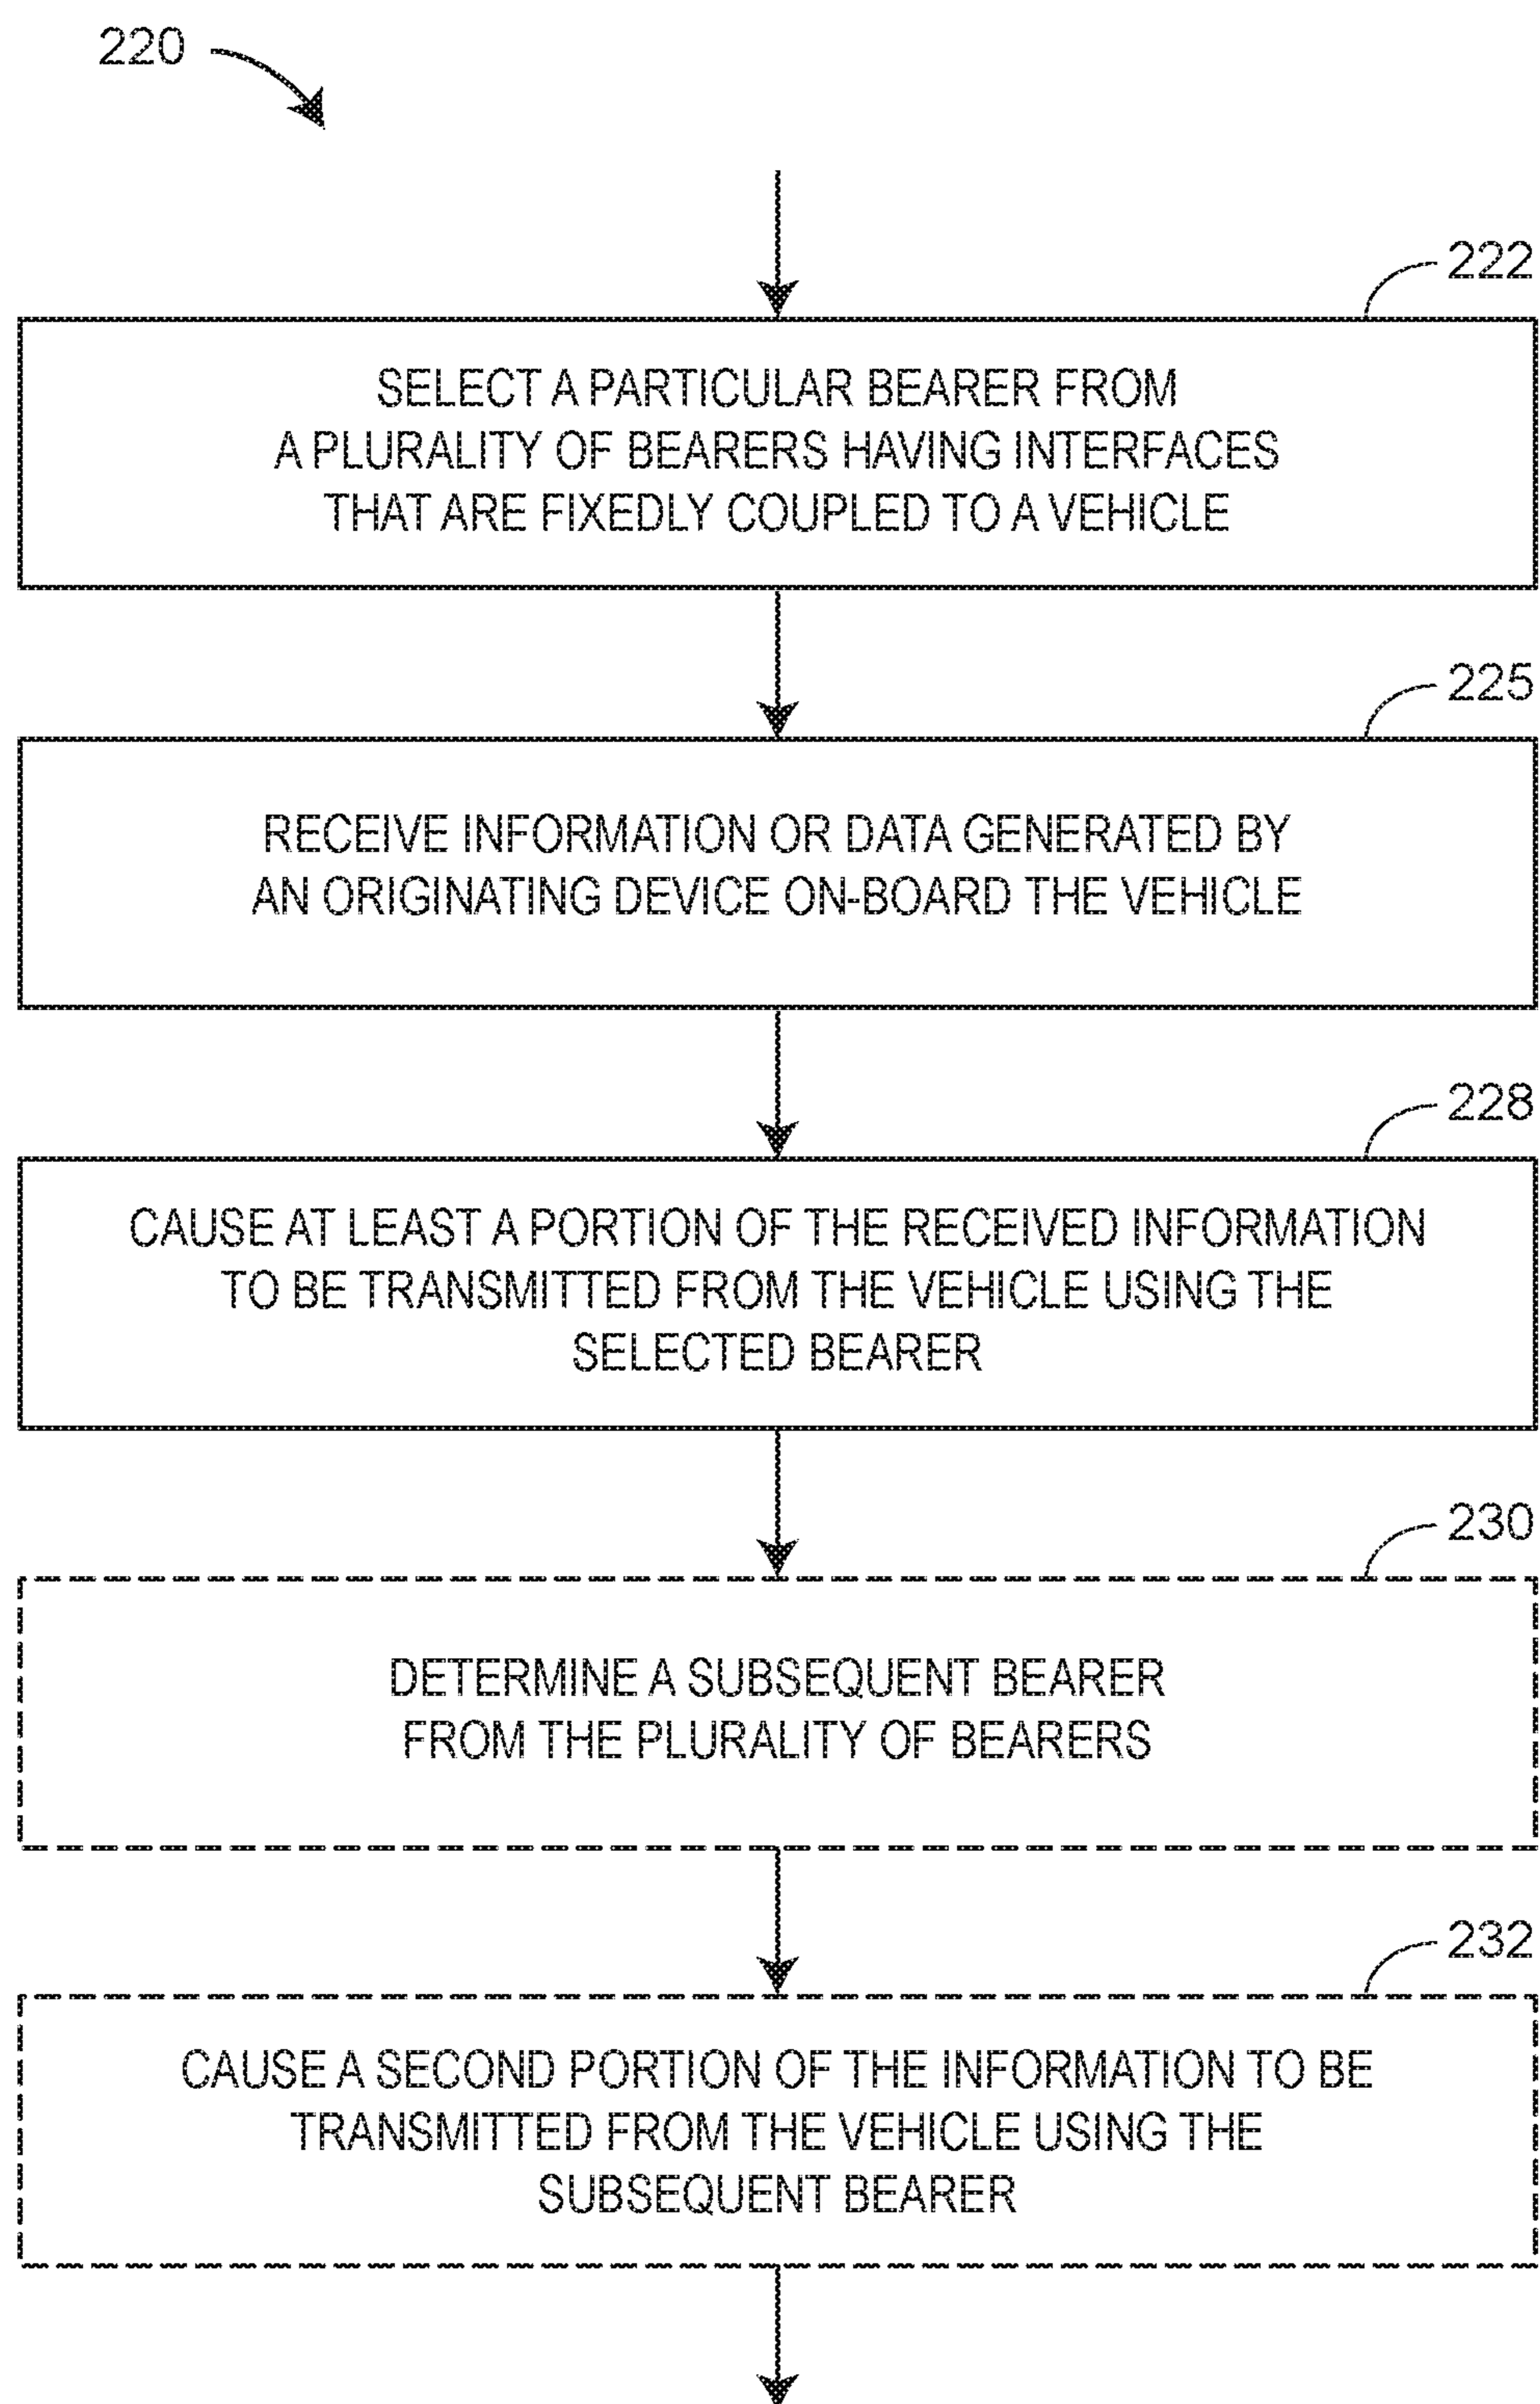 220
222
SELECT A PARTICULAR BEARER FROM
A PLURALITY OF BEARERS HAVING INTERFACES
THAT ARE FIXEDLY COUPLED TO A VEHICLE
225
RECEIVE INFORMATION OR DATA GENERATED BY
AN ORIGINATING DEVICE ON-BOARD THE VEHICLE
228
CAUSE AT LEAST A PORTION OF THE RECEIVED INFORMATION
TO BE TRANSMITTED FROM THE VEHICLE USING THE
SELECTED BEARER
230
DETERMINE A SUBSEQUENT BEARER
FROM THE PLURALITY OF BEARERS
232
CAUSE A SECOND PORTION OF THE INFORMATION TO BE
TRANSMITTED FROM THE VEHICLE USING THE
SUBSEQUENT BEARER